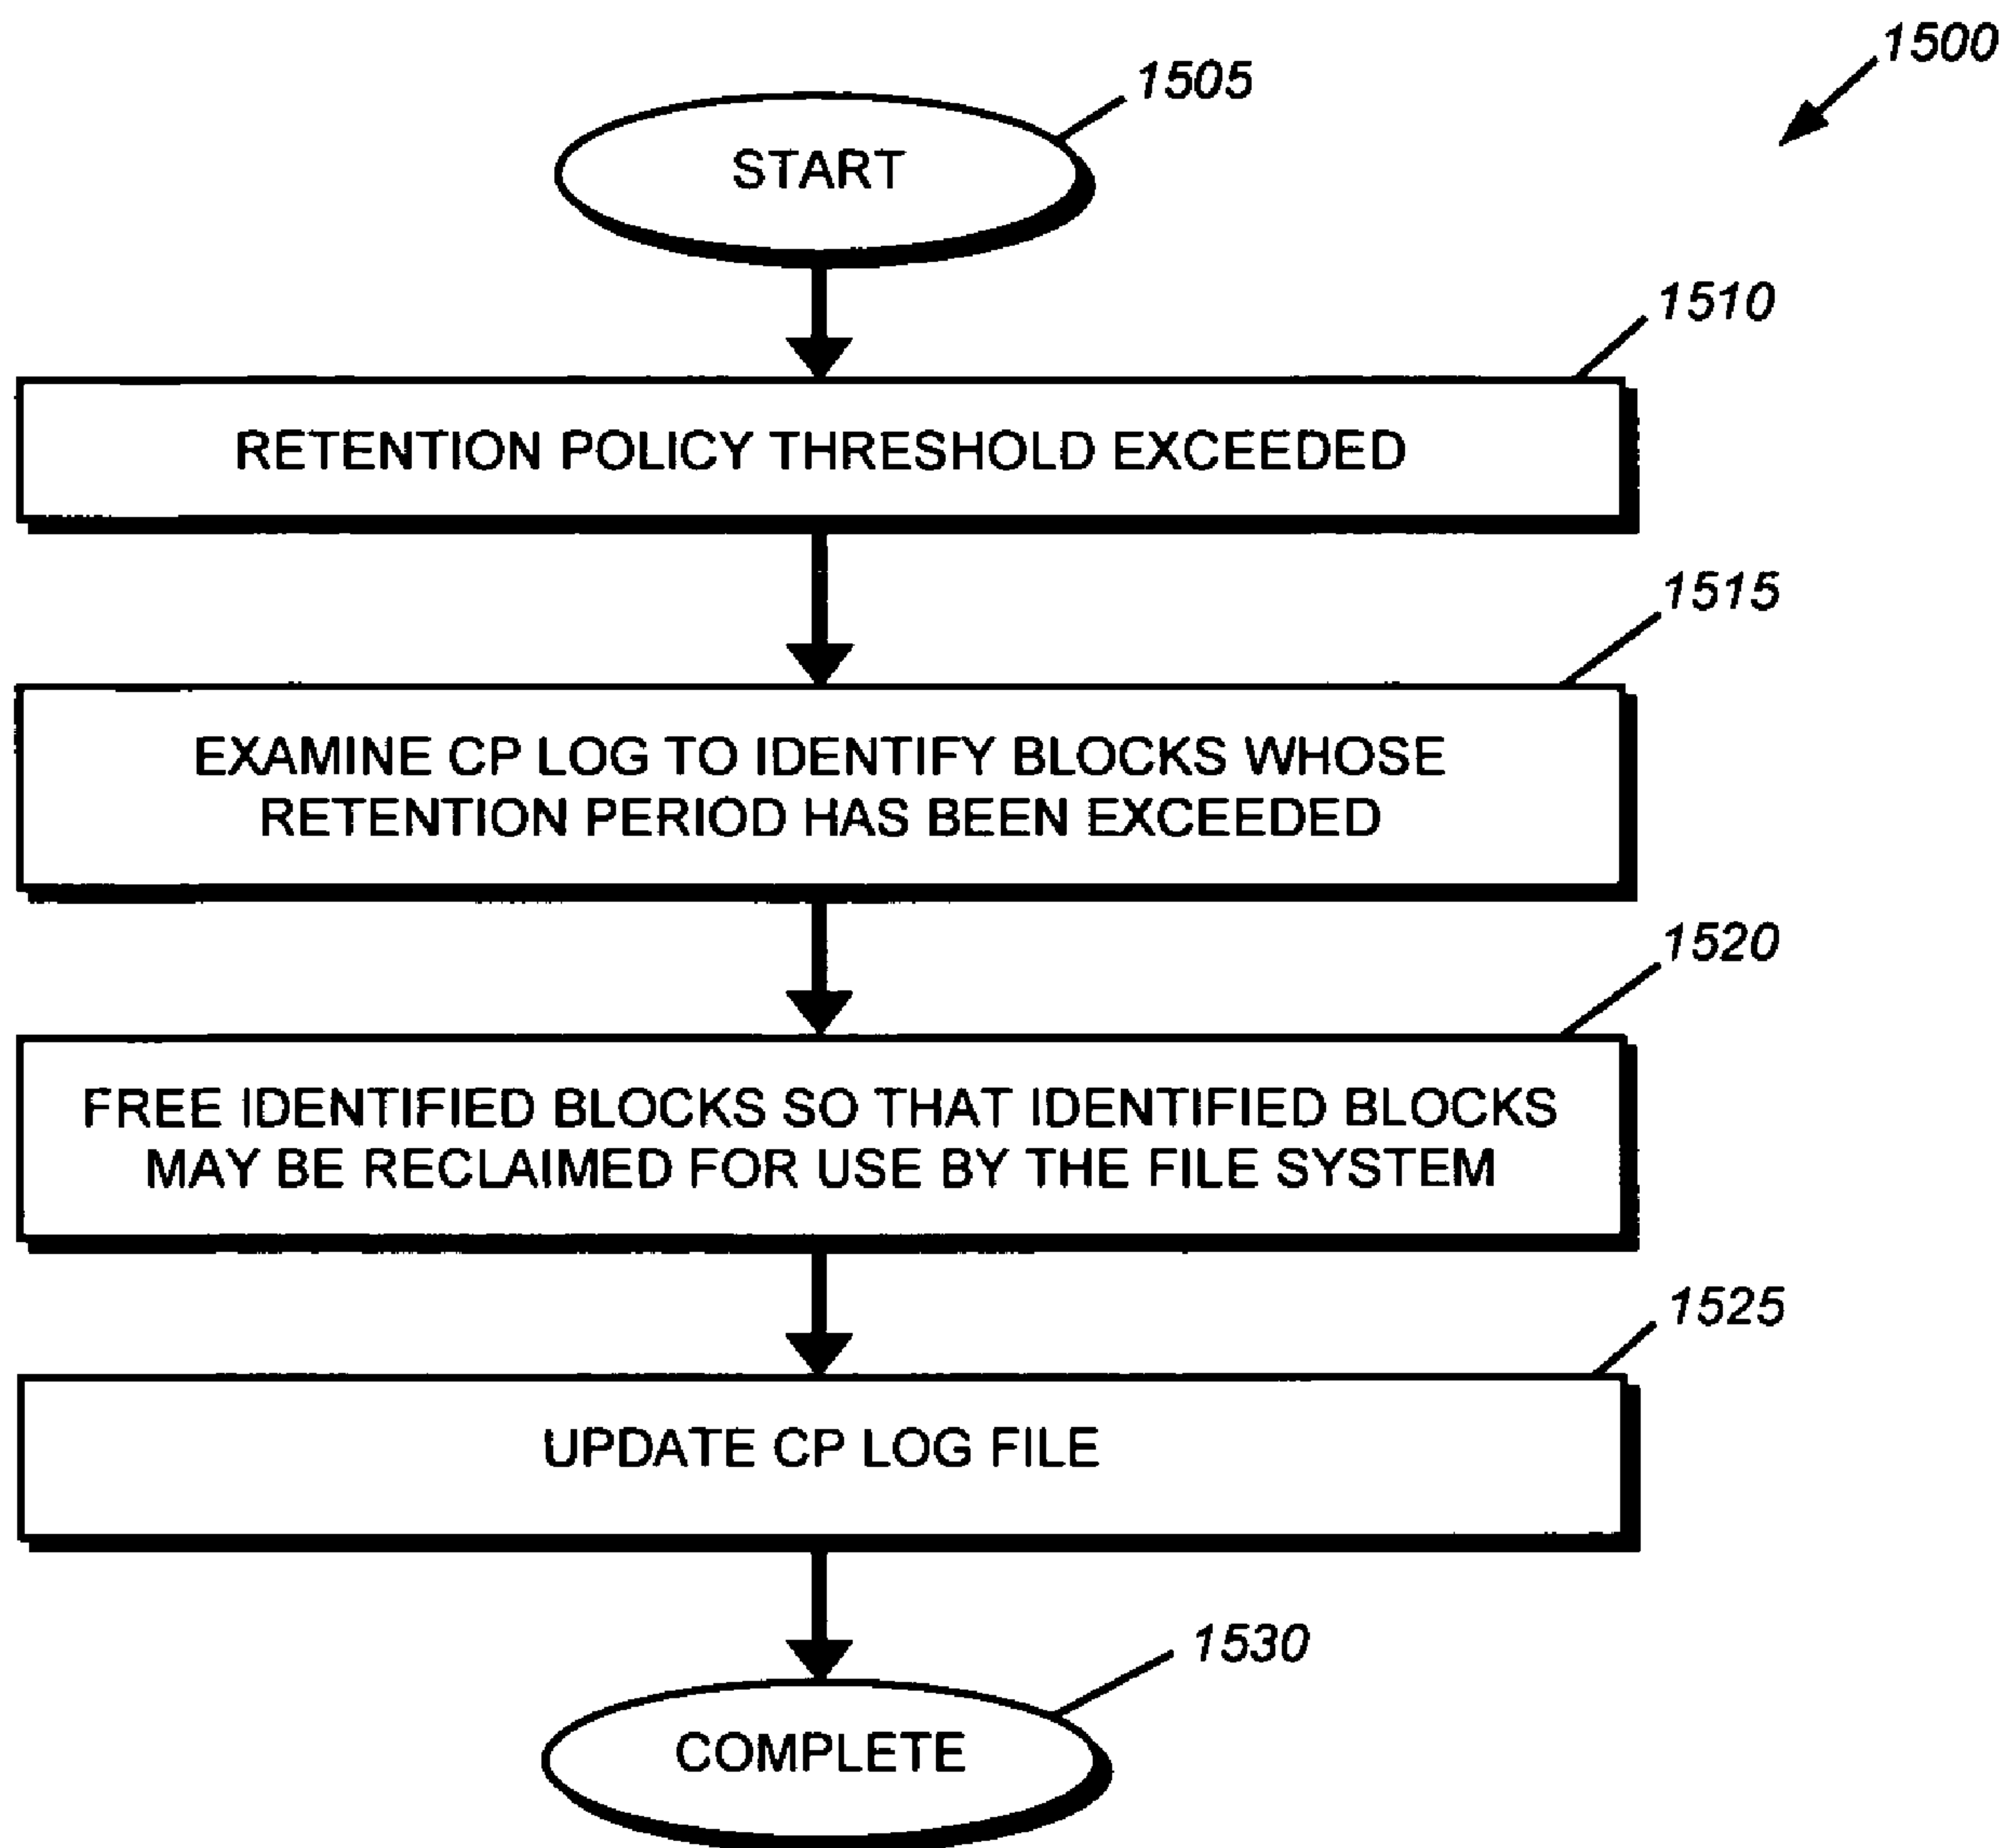 1500
1505
START
1510
RETENTION POLICY THRESHOLD EXCEEDED
1515
EXAMINE CP LOG TO IDENTIFY BLOCKS WHOSE
RETENTION PERIOD HAS BEEN EXCEEDED
1520
FREE IDENTIFIED BLOCKS SO THAT IDENTIFIED BLOCKS
MAY BE RECLAIMED FOR USE BY THE FILE SYSTEM
1525
UPDATE CP LOG FILE
1530
COMPLETE